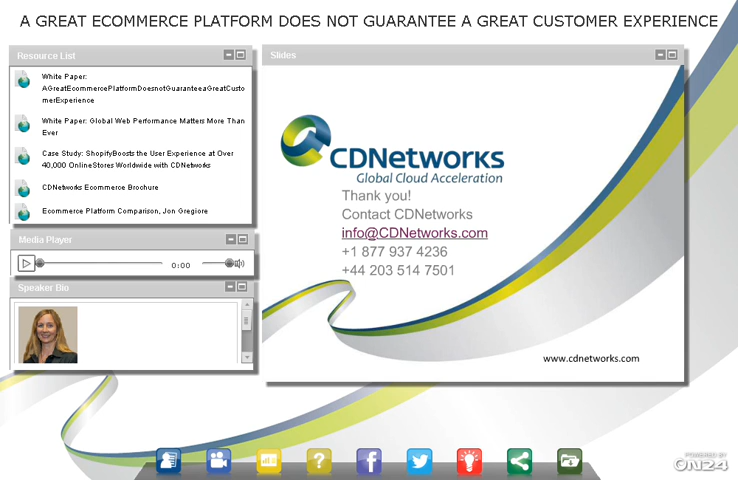 A GREAT ECOMMERCE PLATFORM DOES NOT GUARANTEE A GREAT CUSTOMER EXPERIENCE
Resource List
White Paper:
AGreatEcommercePlatformDoesnotGuaranteeaGreatCusto
merExperience
White Paper: Global Web Performance Matters More Than
Ever
Case Study: ShopifyBoosts the User Experience at Over
40,000 OnlineStores Worldwide with CDNetworks
CDNetworks Ecommerce Brochure
Ecommerce Platform Comparison, Jon Gregiore
Media Player
0:00
Speaker Bio
Slides
CDNetworks
Global Cloud Acceleration
Thank you!
Contact CDNetworks
info@CDNetworks.com
+1 877 937 4236
+44 203 514 7501
www.cdnetworks.com
?
f
POWERED BY
ON24